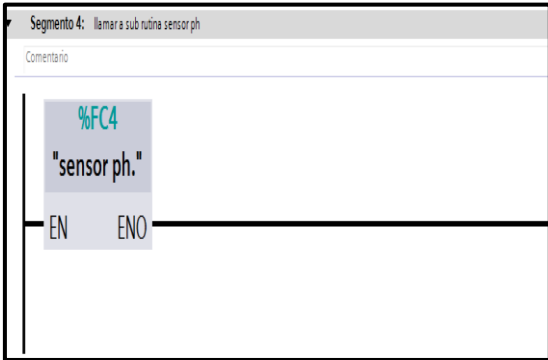 Segmento 4: llamar a sub rutina sensor ph
Comentario
%FC4
"sensor ph."
EN ENO